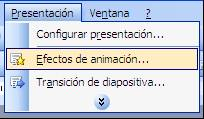 Presentación Ventana ?
Configurar presentación...
Efectos de animación...
Transición de diapositiva...